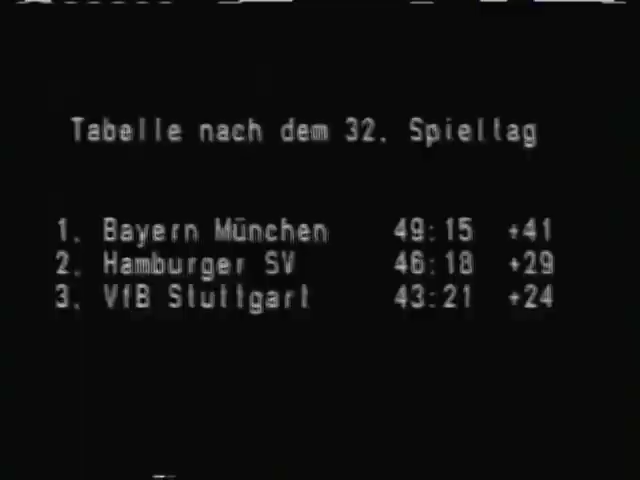 Tabelle nach dem 32. Spieltag
1. Bayern München 49:15 +41
2. Hamburger SV 46:18 +29
3. VfB Stuttgart 43:21 +24